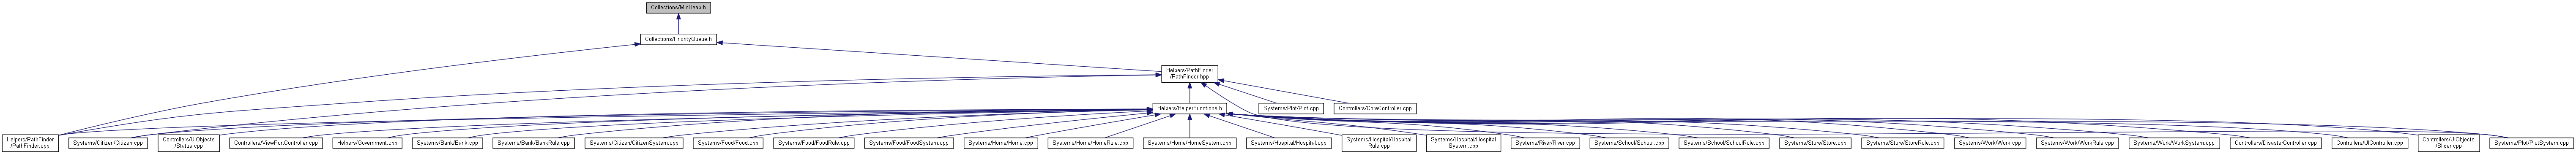 Collections/MinHeap.h
Collections/PriorityQueue.h
Helpers/PathFinder
/PathFinder.hpp
Helpers/HelperFunctions.h
Systems/Plot/Plot.cpp
Controllers/CoreController.cpp
Helpers/PathFinder
/PathFinder.cpp
Systems/Citizen/Citizen.cpp
Controllers/UiObjects
/Status.cpp
Controllers/ViewPortController.cpp
Helpers/Government.cpp
Systems/Bank/Bank.cpp
Systems/Bank/BankRule.cpp
Systems/Citizen/CitizenSystem.cpp
Systems/Food/Food.cpp
Systems/Food/FoodRule.cpp
Systems/Food/FoodSystem.cpp
Systems/Home/Home.cpp
Systems/Home/HomeRule.cpp
Systems/Home/HomeSystem.cpp
Systems/Hospital/Hospital.cpp
Systems/Hospital/Hospital
Rule.cpp
Systems/Hospital/Hospital
System.cpp
Systems/River/River.cpp
Systems/School/School.cpp
Systems/School/SchoolRule.cpp
Systems/Store/Store.cpp
Systems/Store/StoreRule.cpp
Systems/Work/Work.cpp
Systems/Work/WorkRule.cpp
Systems/Work/WorkSystem.cpp
Controllers/DisasterController.cpp
Controllers/UIController.cpp
Controllers/UiObjects
/Slider.cpp
Systems/Plot/PlotSystem.cpp